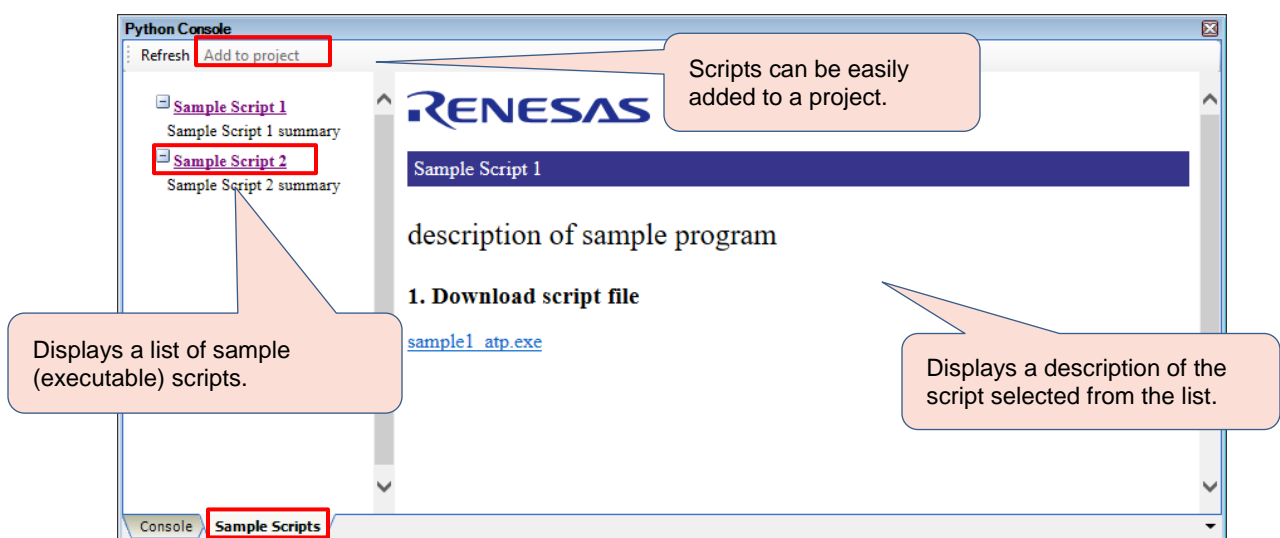 Python Console
Refresh Add to project
Scripts can be easily
added to a project.
Sample Script 1
Sample Script 1 summary
Sample Script 2
Sample Script 2 summary
RENESAS
Sample Script 1
description of sample program
1. Download script file
sample1_atp.exe
Displays a list of sample
(executable) scripts.
Displays a description of the
script selected from the list.
Console Sample Scripts